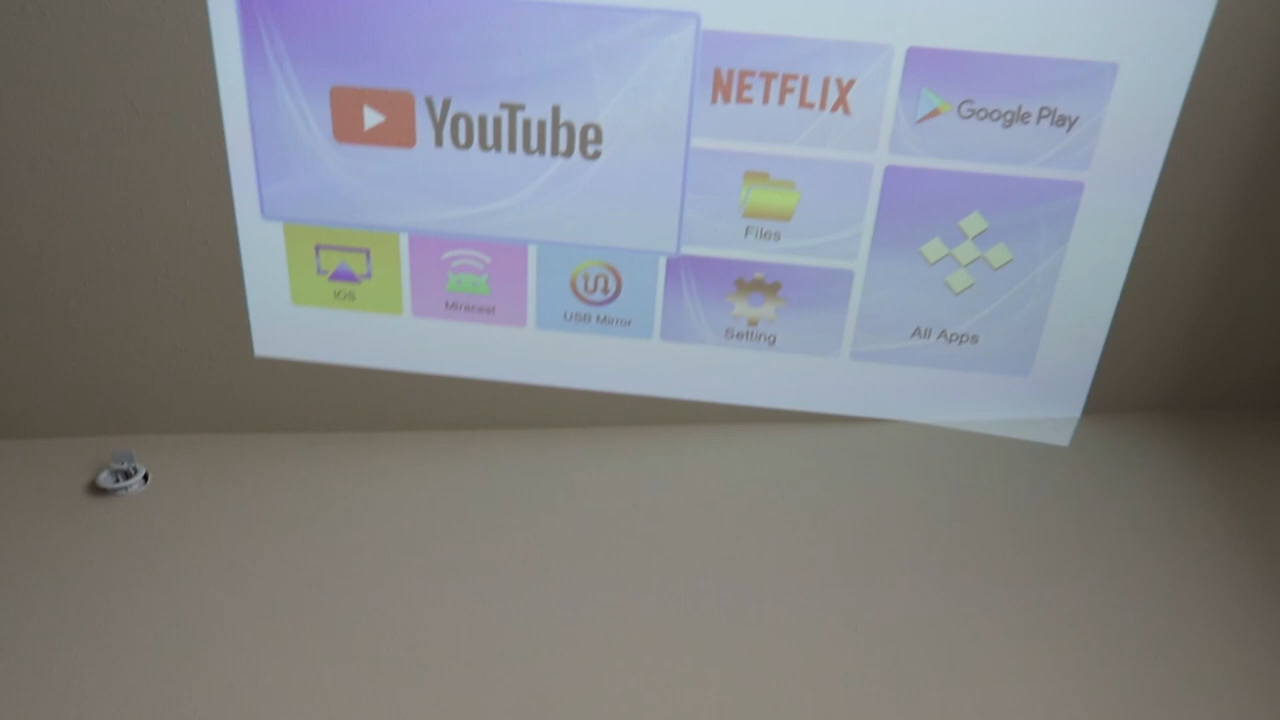 YouTube
NETFLIX
Google Play
Files
iOS
Miracast
USB Mirror
Setting
All Apps